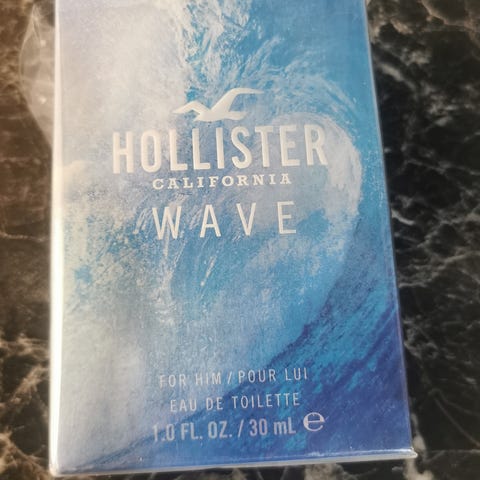 HOLLISTER
CALIFORNIA
WAVE
FOR HIM / POUR LUI
EAU DE TOILETTE
1.0 FL. OZ. / 30 mL ℮